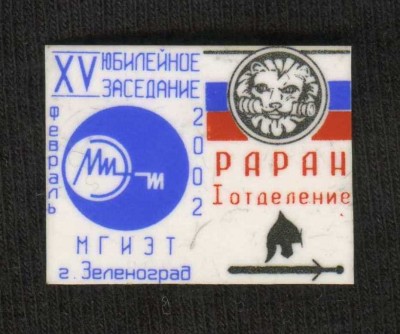 XV ЮБИЛЕЙНОЕ
ЗАСЕДАНИЕ
февраль
2002
МГИЭТ
г. Зеленоград
РАРАН
I отделение